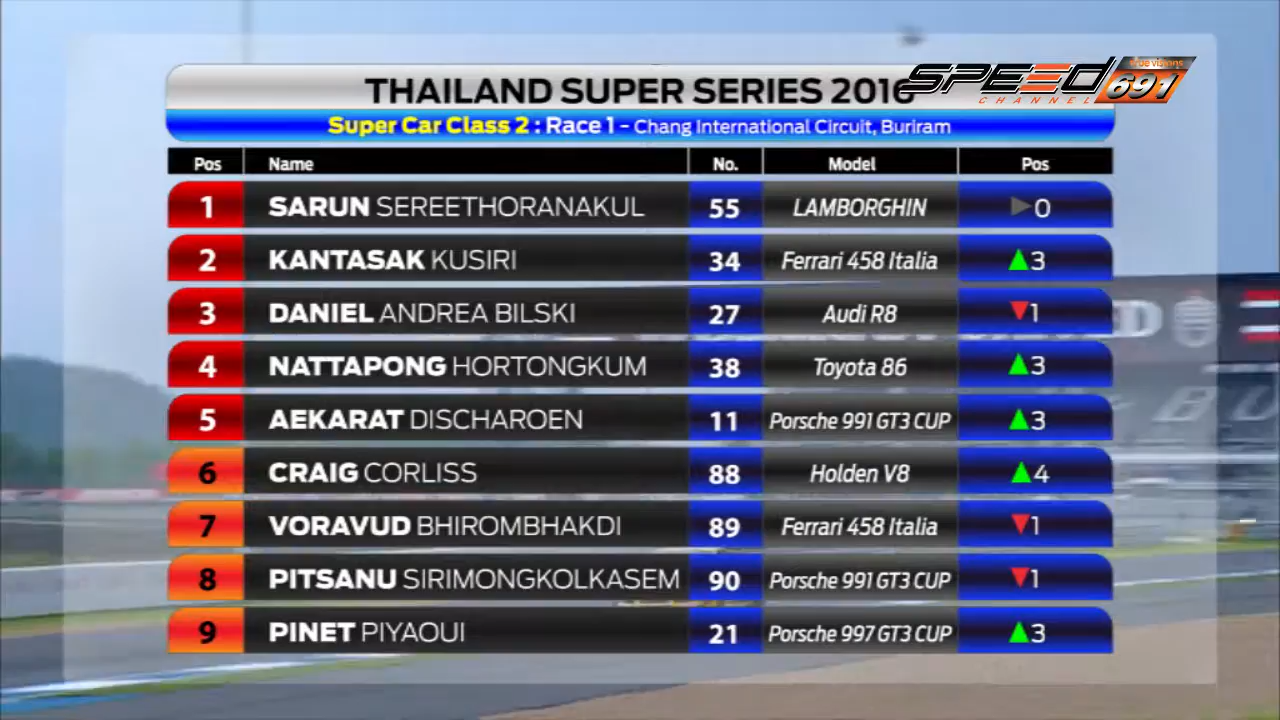 THAILAND SUPER SERIES 2016
SPEED CHANNEL true visions 691
Super Car Class 2 : Race 1 - Chang International Circuit, Buriram
Pos Name No. Model Pos
1 SARUN SEREETHORANAKUL 55 LAMBORGHIN ▶0
2 KANTASAK KUSIRI 34 Ferrari 458 Italia ▲3
3 DANIEL ANDREA BILSKI 27 Audi R8 ▼1
4 NATTAPONG HORTONGKUM 38 Toyota 86 ▲3
5 AEKARAT DISCHAROEN 11 Porsche 991 GT3 CUP ▲3
6 CRAIG CORLISS 88 Holden V8 ▲4
7 VORAVUD BHIROMBHAKDI 89 Ferrari 458 Italia ▼1
8 PITSANU SIRIMONGKOLKASEM 90 Porsche 991 GT3 CUP ▼1
9 PINET PIYAOUI 21 Porsche 997 GT3 CUP ▲3